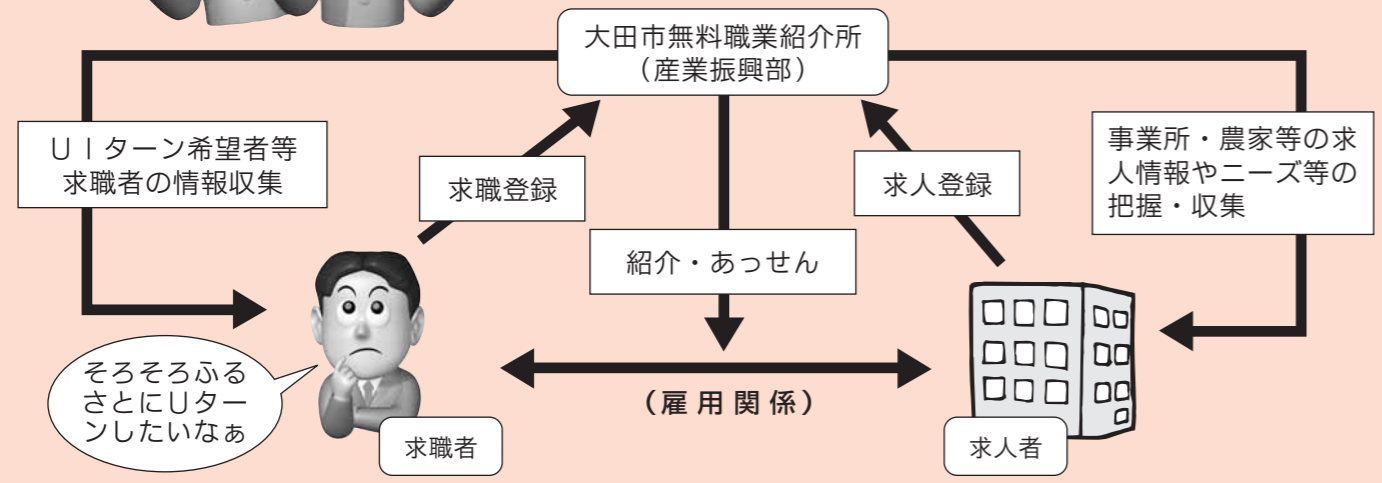 大田市無料職業紹介所
（産業振興部）
ＵＩターン希望者等
求職者の情報収集
求職登録
求人登録
事業所・農家等の求
人情報やニーズ等の
把握・収集
紹介・あっせん
そろそろふる
さとにＵター
ンしたいなぁ
（雇用関係）
求職者
求人者